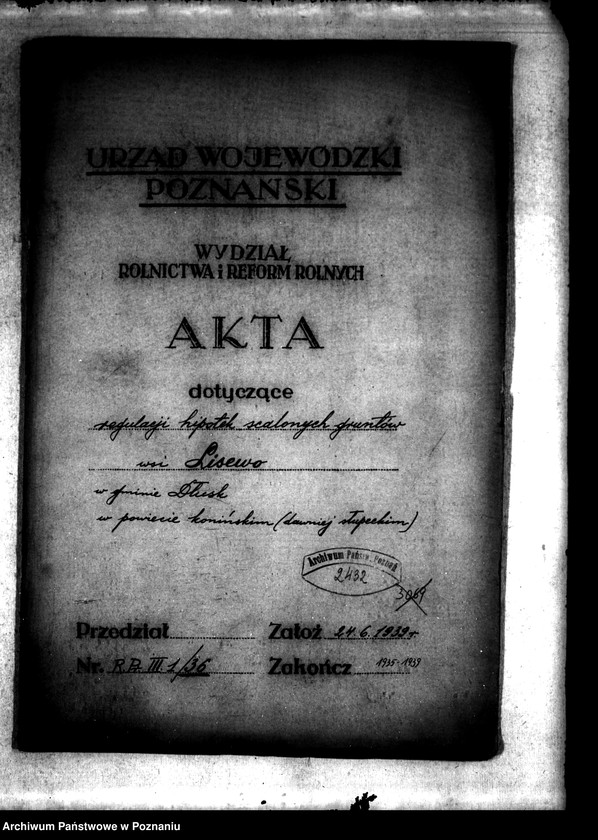 URZĄD WOJEWÓDZKI
POZNAŃSKI
WYDZIAŁ
ROLNICTWA i REFORM ROLNYCH
AKTA
dotyczące
regulacji hipotek scalonych gruntów
wsi Lisewo
w gminie Dłusk
w powiecie konińskim (dawniej słupeckim)
Archiwum Państw. Poznań
2432
3069
Przedział Założ 24.6.1939r
Nr. III.1/36 Zakończ 1935-1939
Archiwum Państwowe w Poznaniu